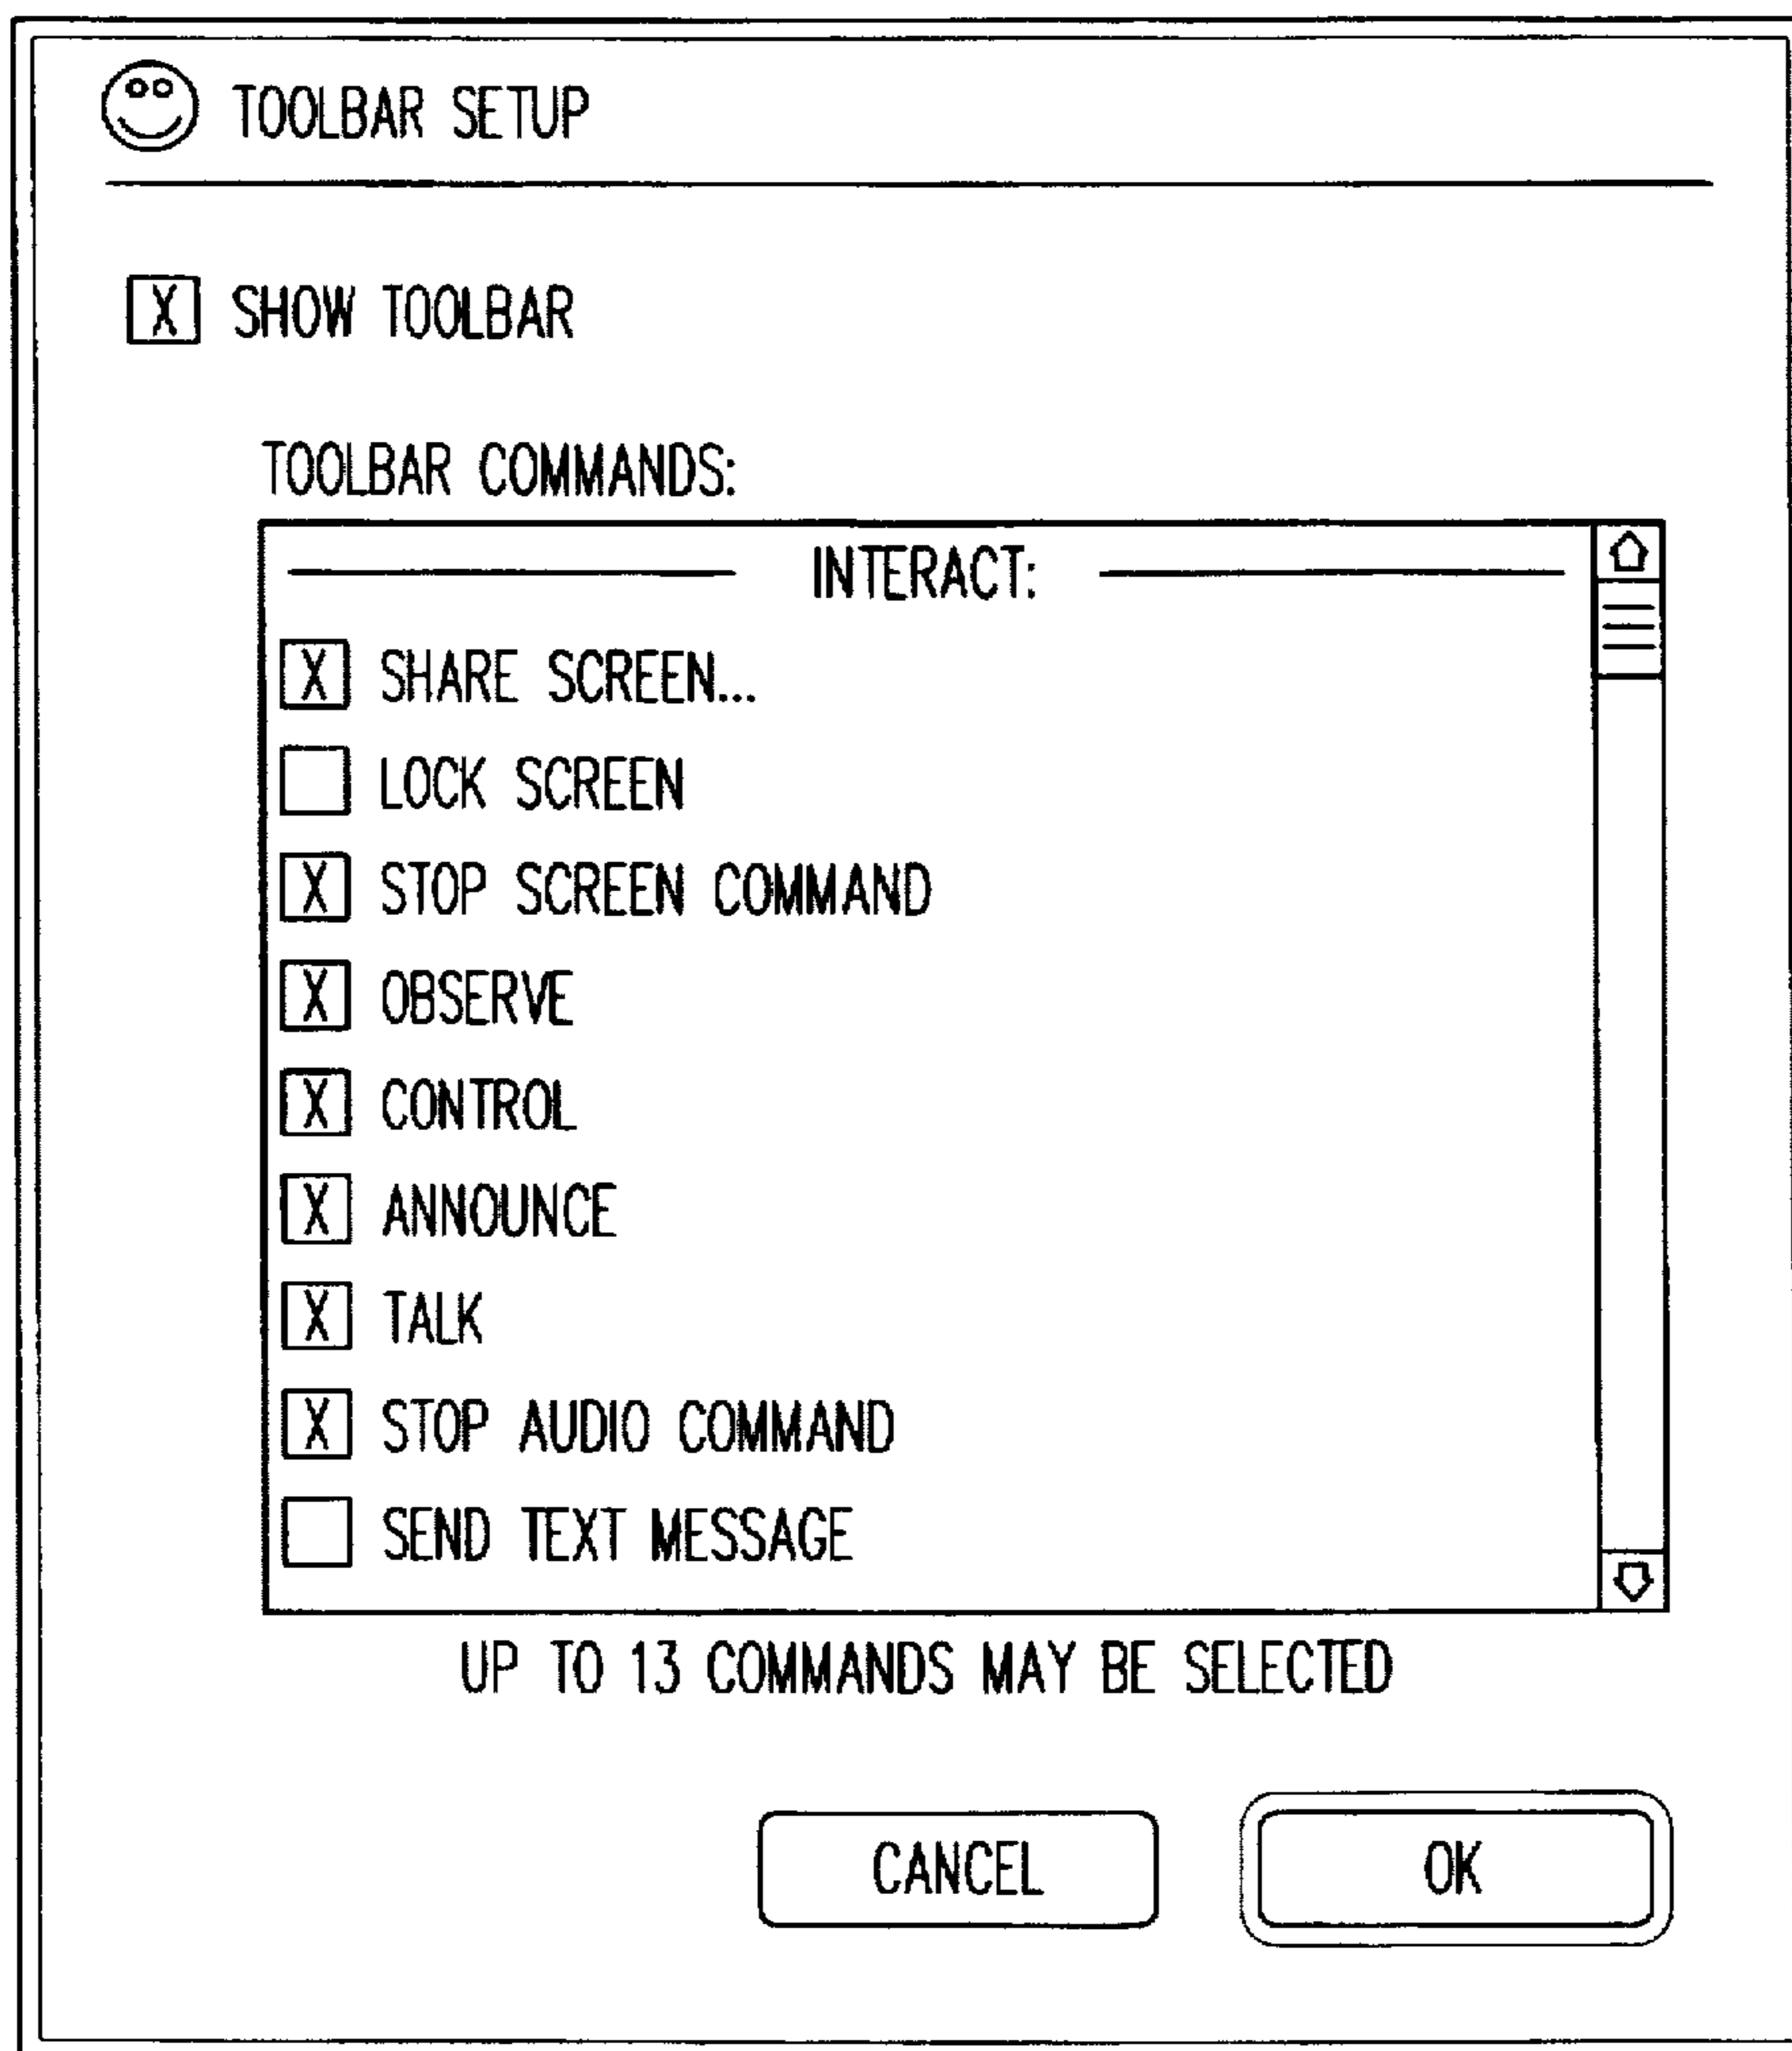 TOOLBAR SETUP
X SHOW TOOLBAR
TOOLBAR COMMANDS:
INTERACT:
X SHARE SCREEN...
LOCK SCREEN
X STOP SCREEN COMMAND
X OBSERVE
X CONTROL
X ANNOUNCE
X TALK
X STOP AUDIO COMMAND
SEND TEXT MESSAGE
UP TO 13 COMMANDS MAY BE SELECTED
CANCEL OK